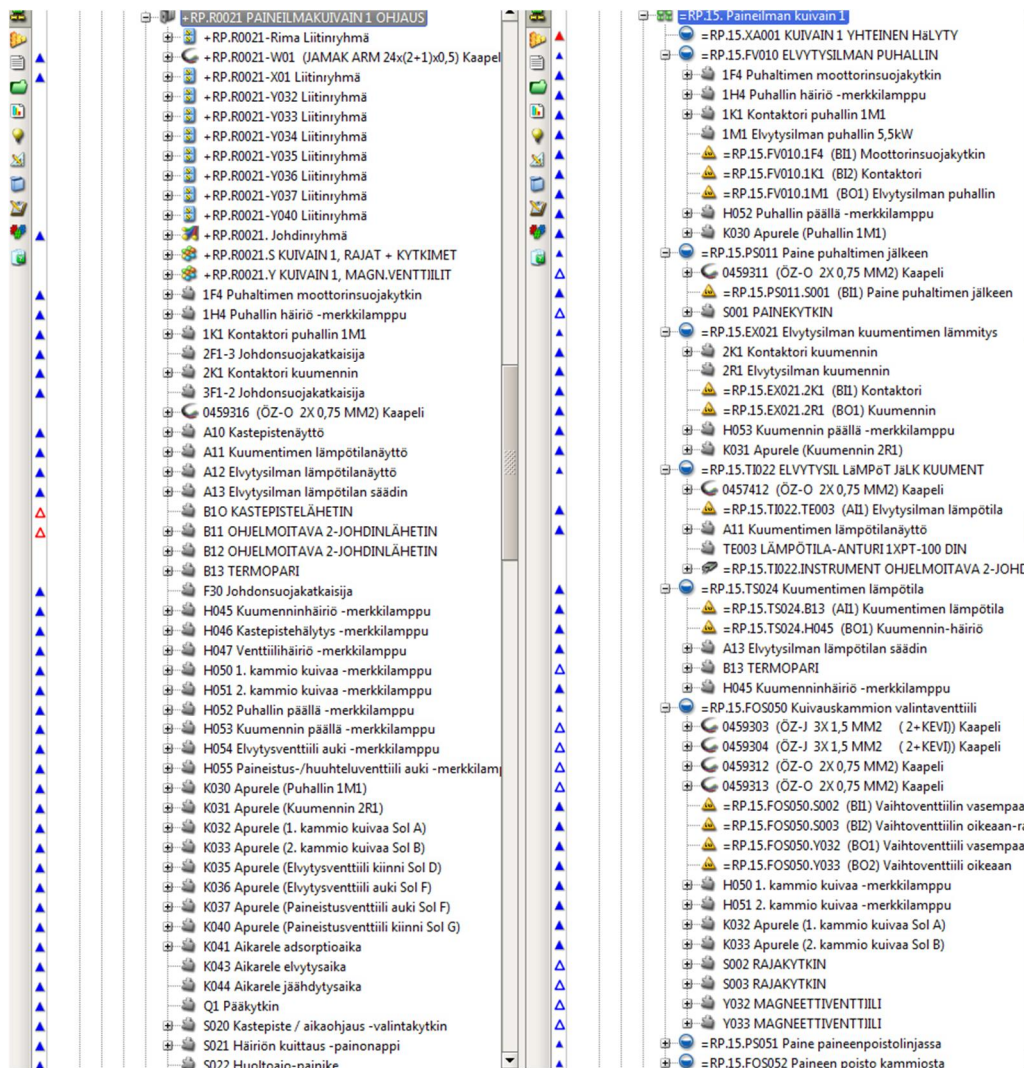 +RP.R0021 PAINEILMAKUIVAIN 1 OHJAUS
+RP.R0021-Rima Liitinryhmä
+RP.R0021-W01 (JAMAK ARM 24x(2+1)x0,5) Kaapel
+RP.R0021-X01 Liitinryhmä
+RP.R0021-Y032 Liitinryhmä
+RP.R0021-Y033 Liitinryhmä
+RP.R0021-Y034 Liitinryhmä
+RP.R0021-Y035 Liitinryhmä
+RP.R0021-Y036 Liitinryhmä
+RP.R0021-Y037 Liitinryhmä
+RP.R0021-Y040 Liitinryhmä
+RP.R0021. Johdinryhmä
+RP.R0021.S KUIVAIN 1, RAJAT + KYTKIMET
+RP.R0021.Y KUIVAIN 1, MAGN.VENTTIILIT
1F4 Puhaltimen moottorinsuojakytkin
1H4 Puhallin häiriö -merkkilamppu
1K1 Kontaktori puhallin 1M1
2F1-3 Johdonsuojakatkaisija
2K1 Kontaktori kuumennin
3F1-2 Johdonsuojakatkaisija
0459316 (ÖZ-O 2X 0,75 MM2) Kaapeli
A10 Kastepistenäyttö
A11 Kuumentimen lämpötilanäyttö
A12 Elvytysilman lämpötilanäyttö
A13 Elvytysilman lämpötilan säädin
B1O KASTEPISTELÄHETIN
B11 OHJELMOITAVA 2-JOHDINLÄHETIN
B12 OHJELMOITAVA 2-JOHDINLÄHETIN
B13 TERMOPARI
F30 Johdonsuojakatkaisija
H045 Kuumenninhäiriö -merkkilamppu
H046 Kastepistehälytys -merkkilamppu
H047 Venttiilihäiriö -merkkilamppu
H050 1. kammio kuivaa -merkkilamppu
H051 2. kammio kuivaa -merkkilamppu
H052 Puhallin päällä -merkkilamppu
H053 Kuumennin päällä -merkkilamppu
H054 Elvytysventtiili auki -merkkilamppu
H055 Paineistus-/huuhteluventtiili auki -merkkilamp
K030 Apurele (Puhallin 1M1)
K031 Apurele (Kuumennin 2R1)
K032 Apurele (1. kammio kuivaa Sol A)
K033 Apurele (2. kammio kuivaa Sol B)
K035 Apurele (Elvytysventtiili kiinni Sol D)
K036 Apurele (Elvytysventtiili auki Sol F)
K037 Apurele (Paineistusventtiili auki Sol F)
K040 Apurele (Paineistusventtiili kiinni Sol G)
K041 Aikarele adsorptioaika
K043 Aikarele elvytysaika
K044 Aikarele jäähdytysaika
Q1 Pääkytkin
S020 Kastepiste / aikaohjaus -valintakytkin
S021 Häiriön kuittaus -painonappi
S022 Huoltoajo-painike
=RP.15. Paineilman kuivain 1
=RP.15.XA001 KUIVAIN 1 YHTEINEN HäLYTY
=RP.15.FV010 ELVYTYSILMAN PUHALLIN
1F4 Puhaltimen moottorinsuojakytkin
1H4 Puhallin häiriö -merkkilamppu
1K1 Kontaktori puhallin 1M1
1M1 Elvytysilman puhallin 5,5kW
=RP.15.FV010.1F4 (BI1) Moottorinsuojakytkin
=RP.15.FV010.1K1 (BI2) Kontaktori
=RP.15.FV010.1M1 (BO1) Elvytysilman puhallin
H052 Puhallin päällä -merkkilamppu
K030 Apurele (Puhallin 1M1)
=RP.15.PS011 Paine puhaltimen jälkeen
0459311 (ÖZ-O 2X 0,75 MM2) Kaapeli
=RP.15.PS011.S001 (BI1) Paine puhaltimen jälkeen
S001 PAINEKYTKIN
=RP.15.EX021 Elvytysilman kuumentimen lämmitys
2K1 Kontaktori kuumennin
2R1 Elvytysilman kuumennin
=RP.15.EX021.2K1 (BI1) Kontaktori
=RP.15.EX021.2R1 (BO1) Kuumennin
H053 Kuumennin päällä -merkkilamppu
K031 Apurele (Kuumennin 2R1)
=RP.15.TI022 ELVYTYSIL LäMPöT JäLK KUUMENT
0457412 (ÖZ-O 2X 0,75 MM2) Kaapeli
=RP.15.TI022.TE003 (AI1) Elvytysilman lämpötila
A11 Kuumentimen lämpötilanäyttö
TE003 LÄMPÖTILA-ANTURI 1XPT-100 DIN
=RP.15.TI022.INSTRUMENT OHJELMOITAVA 2-JOHD
=RP.15.TS024 Kuumentimen lämpötila
=RP.15.TS024.B13 (AI1) Kuumentimen lämpötila
=RP.15.TS024.H045 (BO1) Kuumennin-häiriö
A13 Elvytysilman lämpötilan säädin
B13 TERMOPARI
H045 Kuumenninhäiriö -merkkilamppu
=RP.15.FOS050 Kuivauskammion valintaventtiili
0459303 (ÖZ-J 3X 1,5 MM2 ( 2+KEVI)) Kaapeli
0459304 (ÖZ-J 3X 1,5 MM2 ( 2+KEVI)) Kaapeli
0459312 (ÖZ-O 2X 0,75 MM2) Kaapeli
0459313 (ÖZ-O 2X 0,75 MM2) Kaapeli
=RP.15.FOS050.S002 (BI1) Vaihtoventtiilin vasempaa
=RP.15.FOS050.S003 (BI2) Vaihtoventtiilin oikeaan-ra
=RP.15.FOS050.Y032 (BO1) Vaihtoventtiili vasempaa
=RP.15.FOS050.Y033 (BO2) Vaihtoventtiili oikeaan
H050 1. kammio kuivaa -merkkilamppu
H051 2. kammio kuivaa -merkkilamppu
K032 Apurele (1. kammio kuivaa Sol A)
K033 Apurele (2. kammio kuivaa Sol B)
S002 RAJAKYTKIN
S003 RAJAKYTKIN
Y032 MAGNEETTIVENTTIILI
Y033 MAGNEETTIVENTTIILI
=RP.15.PS051 Paine paineenpoistolinjassa
=RP.15.FOS052 Paineen poisto kammiosta